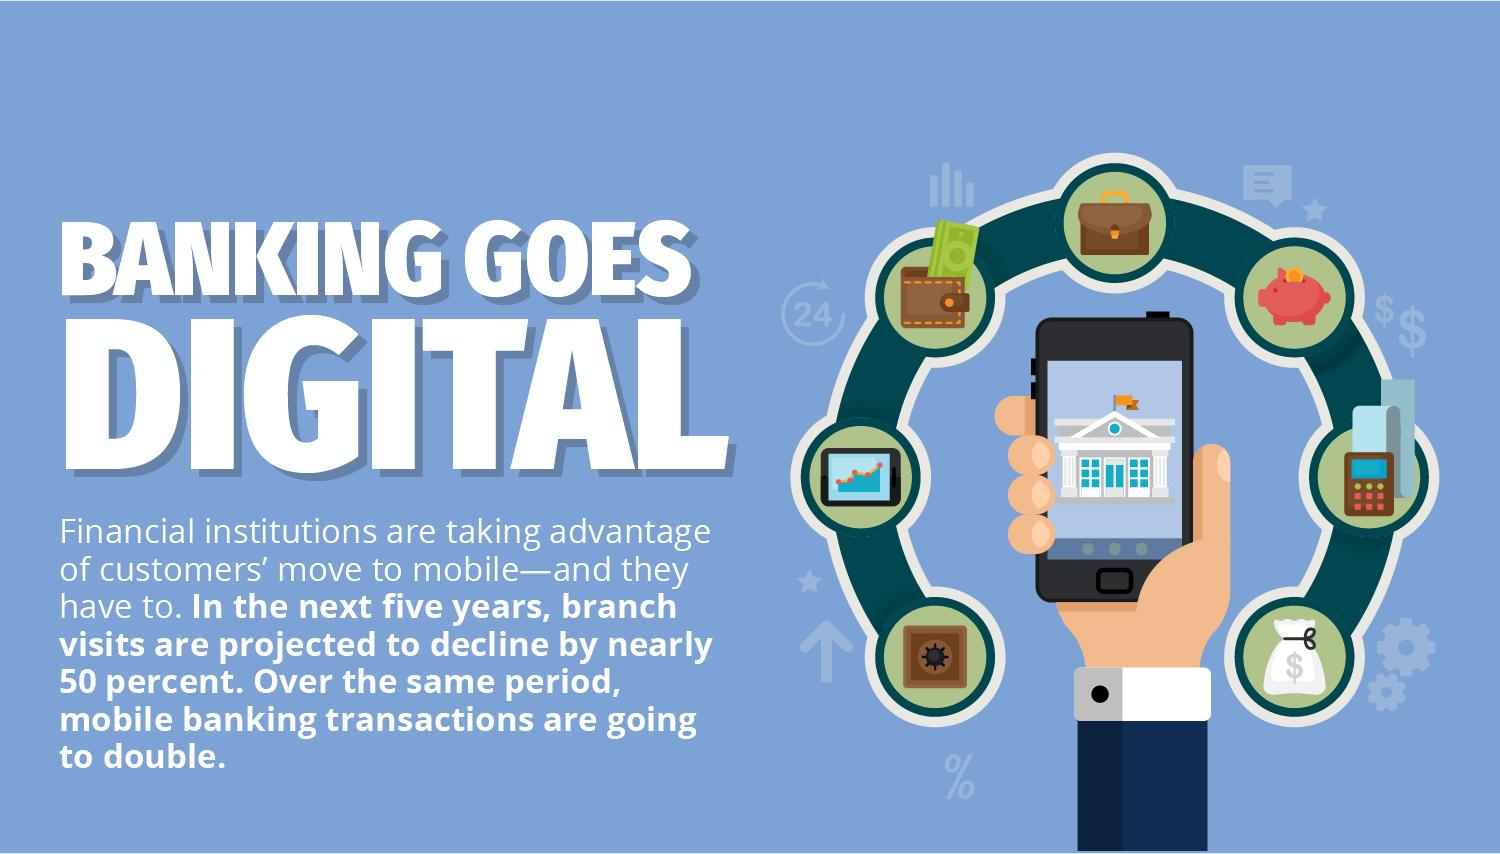 BANKING GOES
DIGITAL
Financial institutions are taking advantage
of customers’ move to mobile—and they
have to. In the next five years, branch
visits are projected to decline by nearly
50 percent. Over the same period,
mobile banking transactions are going
to double.
24
$
$
$
%